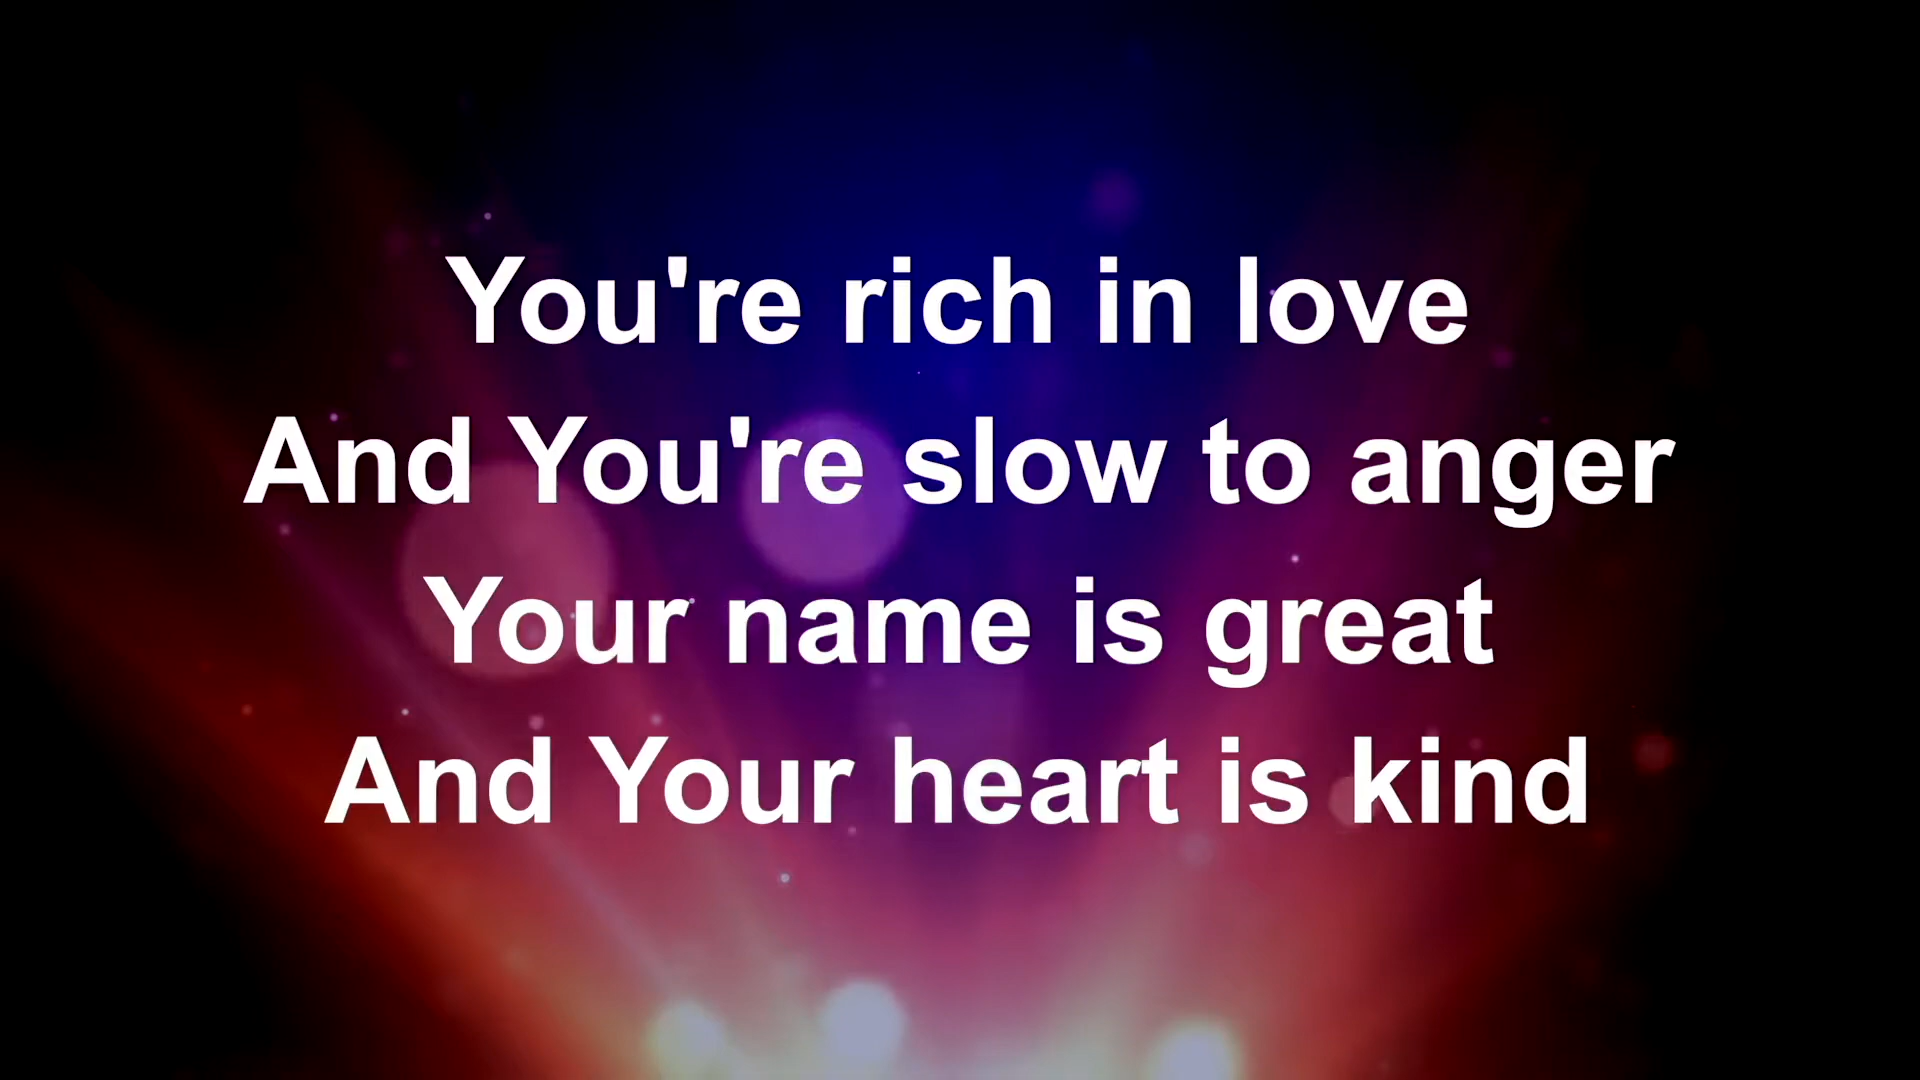 You're rich in love
And You're slow to anger
Your name is great
And Your heart is kind